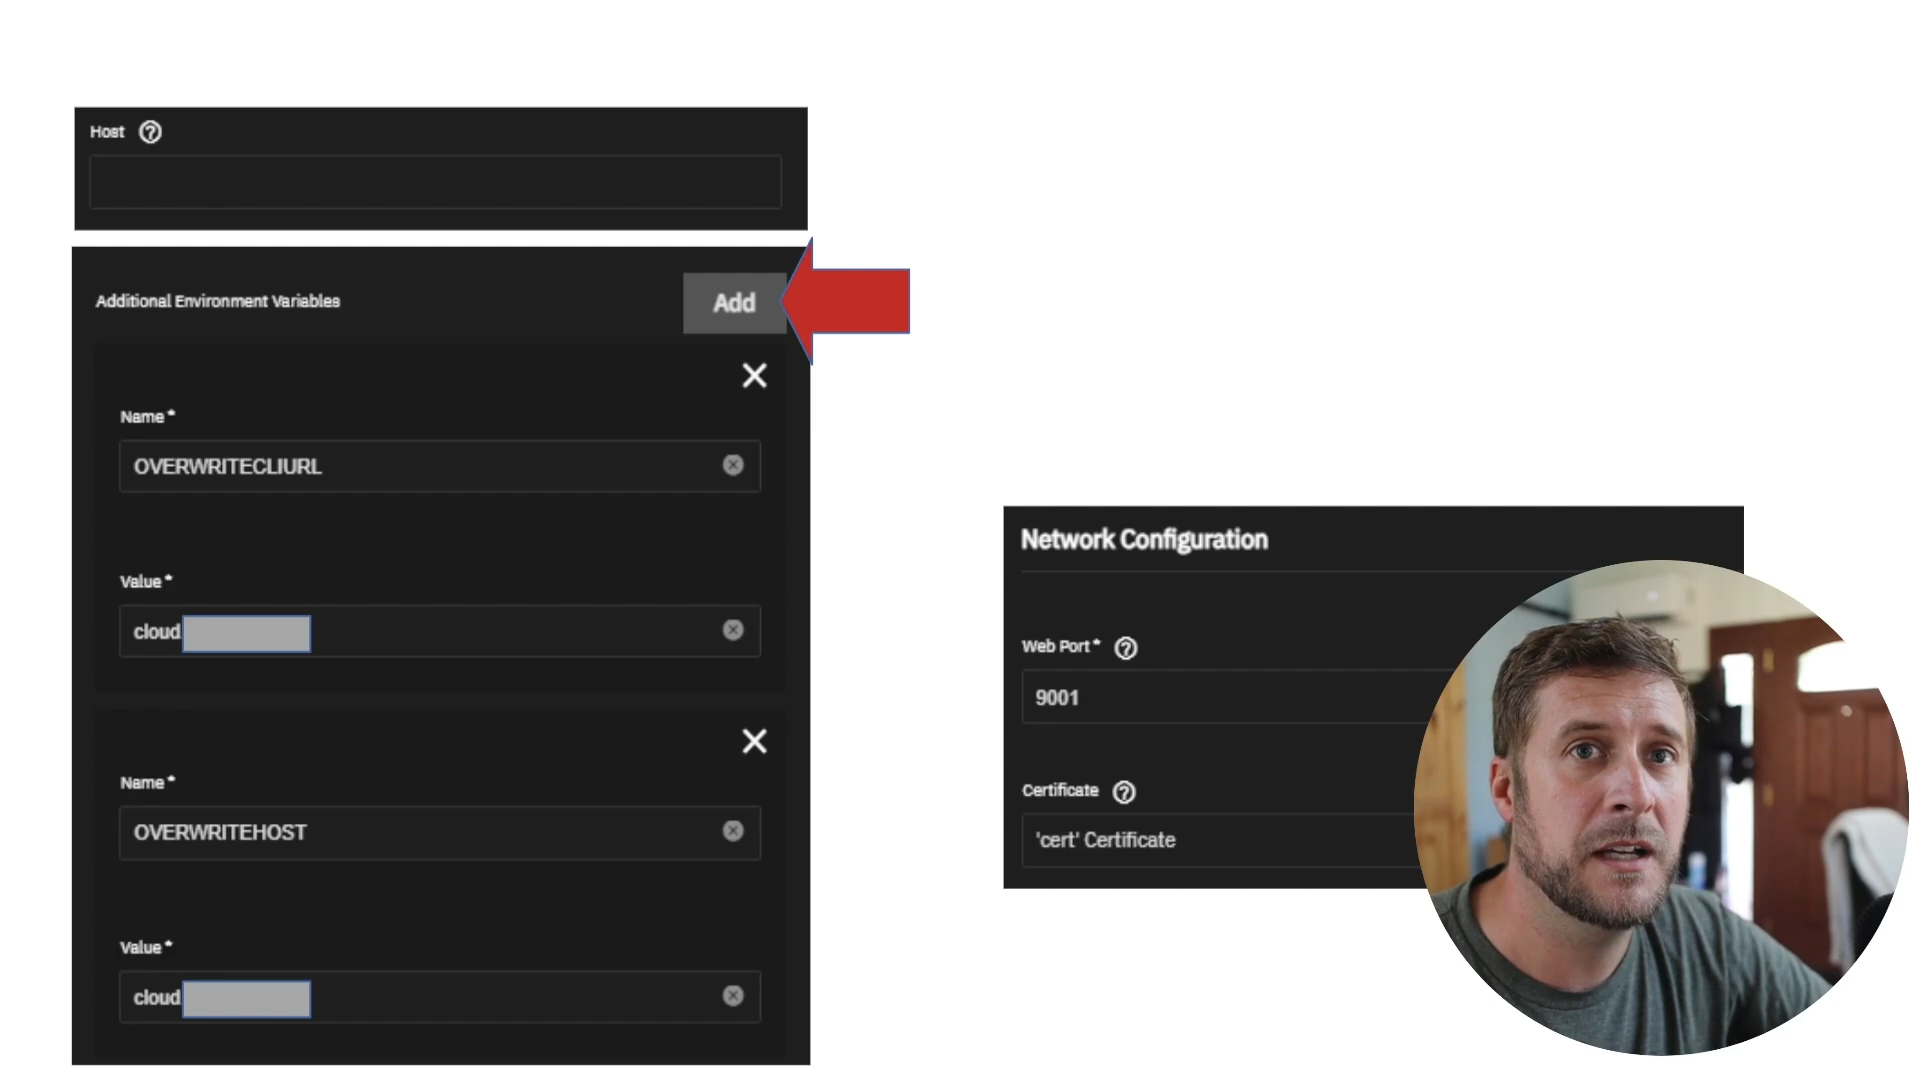 Host
Additional Environment Variables
Add
Name *
OVERWRITECLIURL
Value *
cloud
Name *
OVERWRITEHOST
Value *
cloud
Network Configuration
Web Port *
9001
Certificate
'cert' Certificate